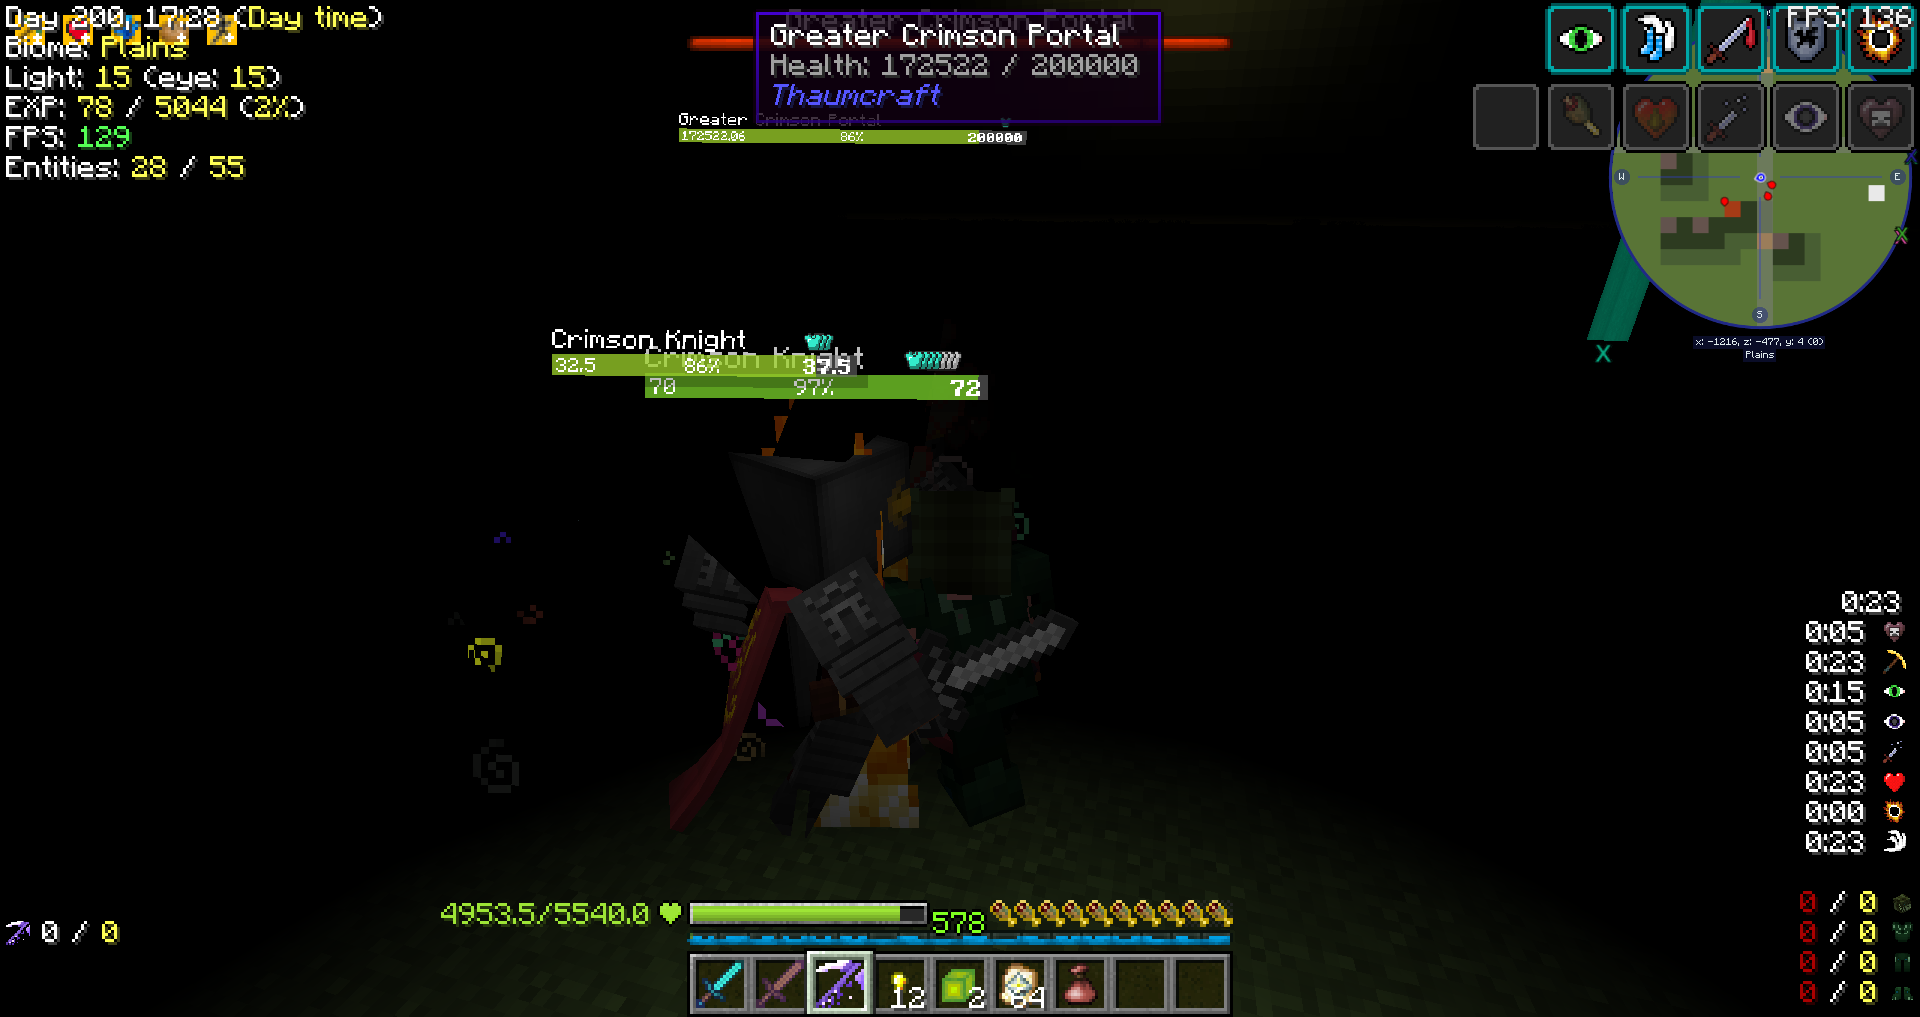 Day 200, 17:28 (Day time)
Biome: Plains
Light: 15 (eye: 15)
EXP: 78 / 5044 (2%)
FPS: 129
Entities: 28 / 55
Greater Crimson Portal
Greater Crimson Portal
Health: 172522 / 200000
Thaumcraft
Greater Crimson Portal
172522.06 86% 200000
FPS: 136
W E
S
x: -1216, z: -477, y: 4 (0)
Plains
X
X
X
Crimson Knight
32.5 86% 37.5
Crimson Knight
70 97% 72
0:23
0:05
0:23
0:15
0:05
0:05
0:23
0:00
0:23
4953.5/5540.0
578
0 / 0
12 2 64
0 / 0
0 / 0
0 / 0
0 / 0